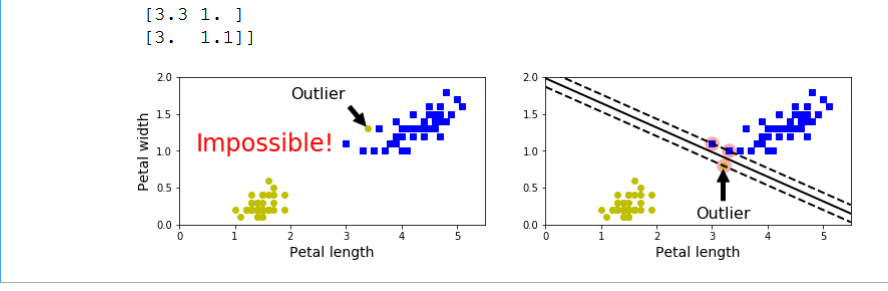 [3.3 1. ]
[3.  1.1]]
2.0
1.5
1.0
0.5
0.0
Petal width
Outlier
Impossible!
0 1 2 3 4 5
Petal length
2.0
1.5
1.0
0.5
0.0
Outlier
0 1 2 3 4 5
Petal length